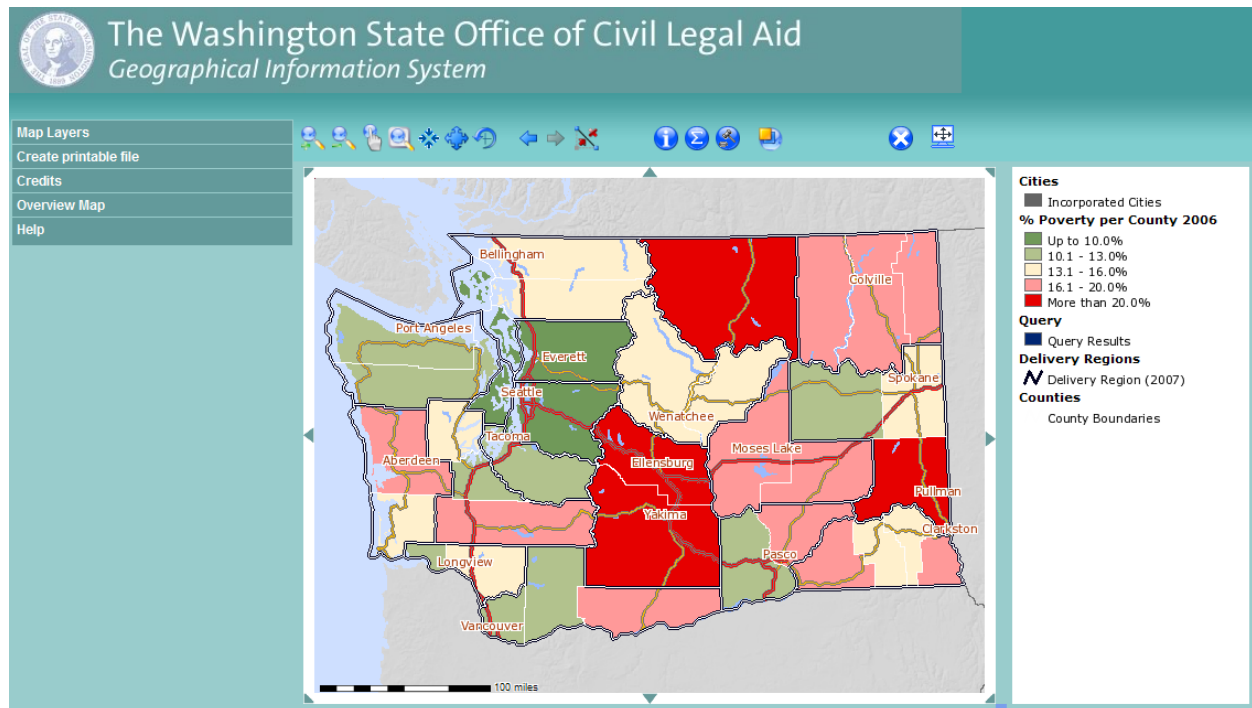 The Washington State Office of Civil Legal Aid
Geographical Information System
Map Layers
Create printable file
Credits
Overview Map
Help
Bellingham
Colville
Port Angeles
Everett
Spokane
Seattle
Wenatchee
Tacoma
Moses Lake
Aberdeen
Ellensburg
Pullman
Yakima
Clarkston
Pasco
Longview
Vancouver
100 miles
Cities
Incorporated Cities
% Poverty per County 2006
Up to 10.0%
10.1 - 13.0%
13.1 - 16.0%
16.1 - 20.0%
More than 20.0%
Query
Query Results
Delivery Regions
Delivery Region (2007)
Counties
County Boundaries